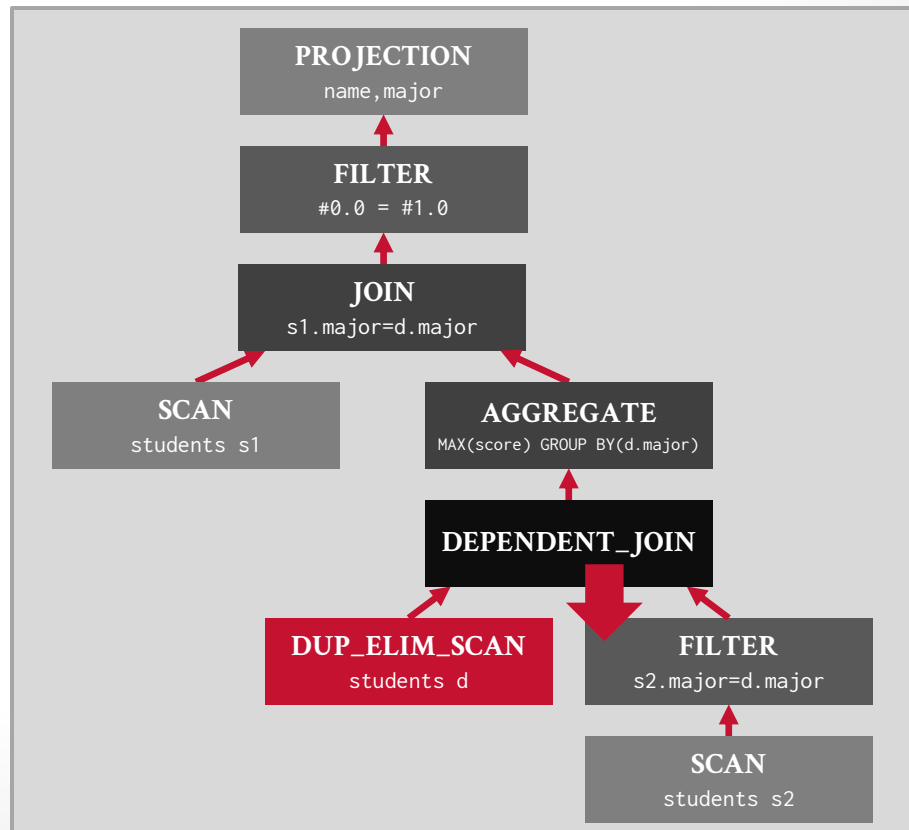 PROJECTION
name,major
FILTER
#0.0 = #1.0
JOIN
s1.major=d.major
SCAN
students s1
AGGREGATE
MAX(score) GROUP BY(d.major)
DEPENDENT_JOIN
DUP_ELIM_SCAN
students d
FILTER
s2.major=d.major
SCAN
students s2